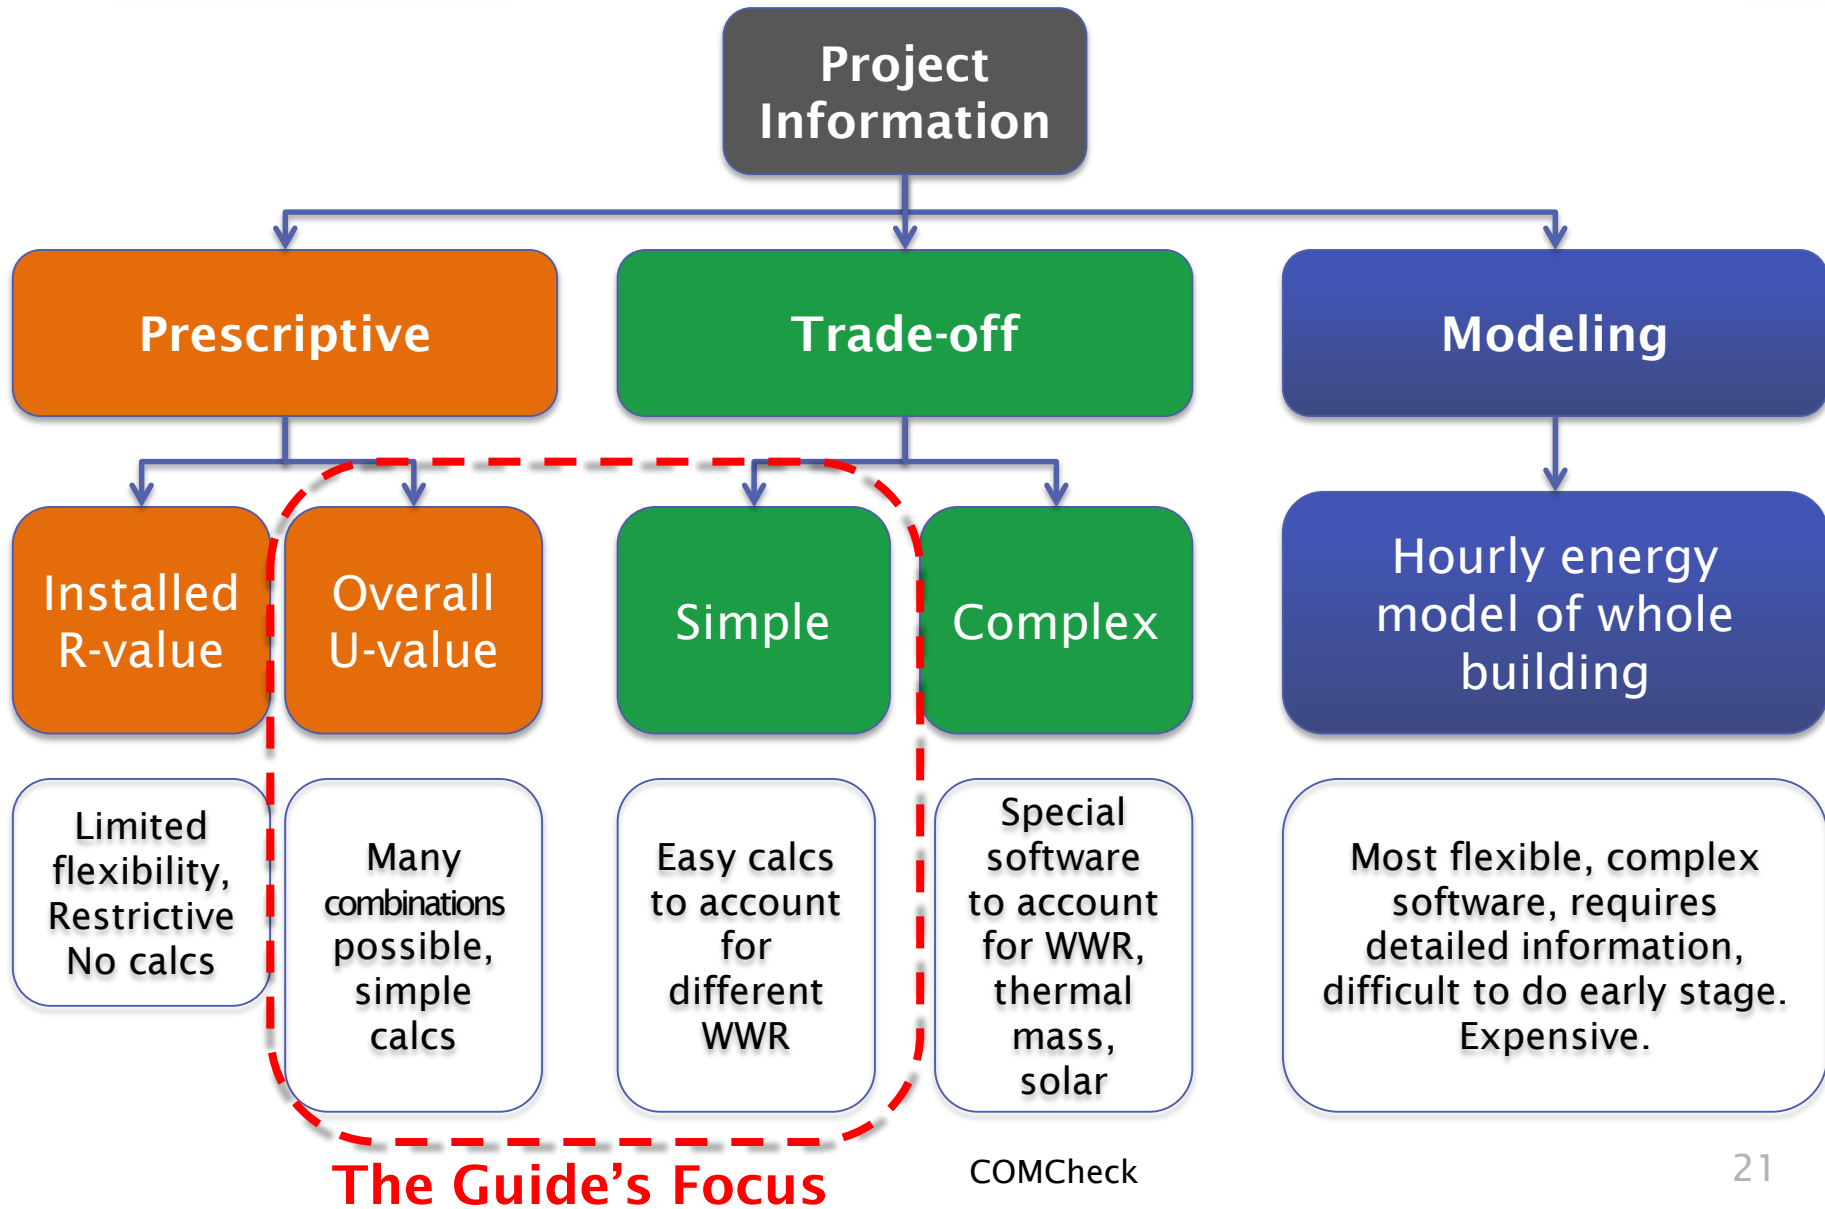 Project
Information
Prescriptive
Trade-off
Modeling
Installed
R-value
Overall
U-value
Simple
Complex
Hourly energy
model of whole
building
Limited
flexibility,
Restrictive
No calcs
Many
combinations
possible,
simple
calcs
Easy calcs
to account
for
different
WWR
Special
software
to account
for WWR,
thermal
mass,
solar
Most flexible, complex
software, requires
detailed information,
difficult to do early stage.
Expensive.
The Guide’s Focus
COMCheck
21